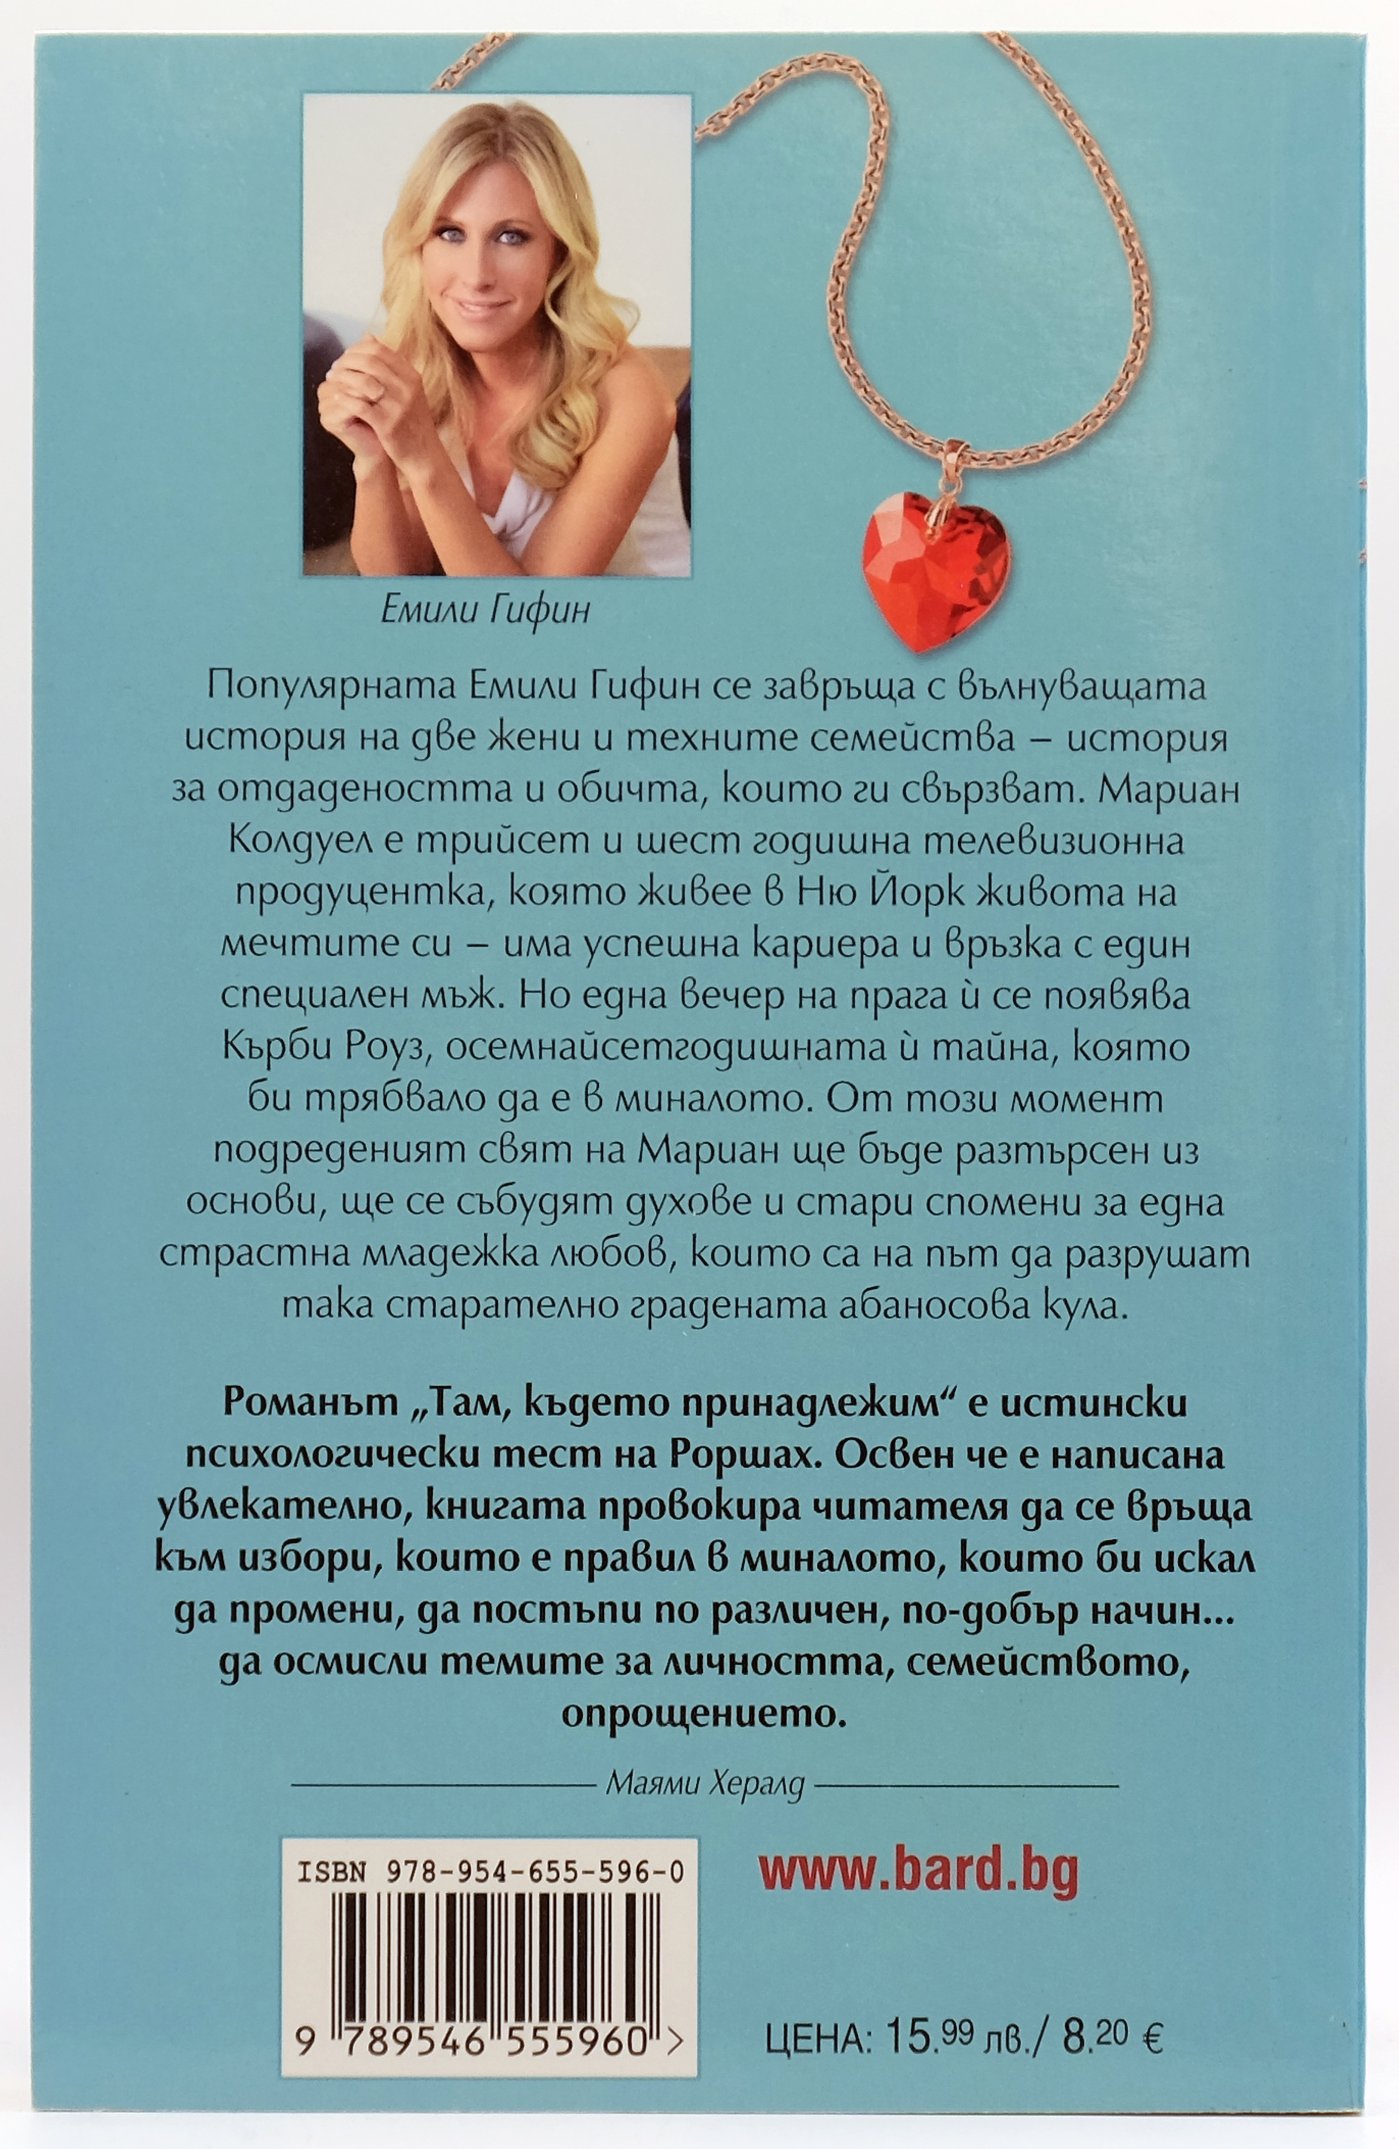 Емили Гифин
Популярната Емили Гифин се завръща с вълнуващата
история на две жени и техните семейства – история
за отдадеността и обичта, които ги свързват. Мариан
Колдуел е трийсет и шест годишна телевизионна
продуцентка, която живее в Ню Йорк живота на
мечтите си – има успешна кариера и връзка с един
специален мъж. Но една вечер на прага ѝ се появява
Кърби Роуз, осемнайсетгодишната ѝ тайна, която
би трябвало да е в миналото. От този момент
подреденият свят на Мариан ще бъде разтърсен из
основи, ще се събудят духове и стари спомени за една
страстна младежка любов, които са на път да разрушат
така старателно градената абаносова кула.
Романът „Там, където принадлежим“ е истински
психологически тест на Роршах. Освен че е написана
увлекателно, книгата провокира читателя да се връща
към избори, които е правил в миналото, които би искал
да промени, да постъпи по различен, по-добър начин...
да осмисли темите за личността, семейството,
опрощението.
Маями Хералд
ISBN 978-954-655-596-0
www.bard.bg
9 789546 555960 >
ЦЕНА: 15.99 лв./ 8.20 €